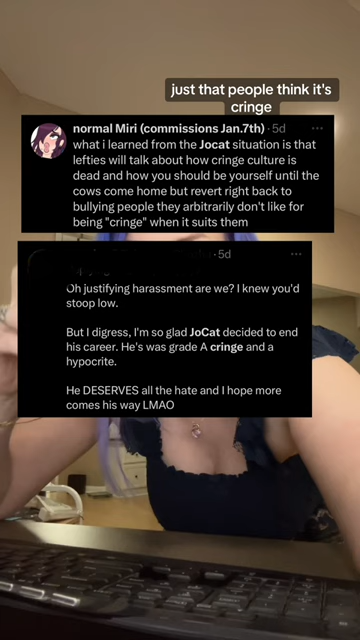 just that people think it's
cringe
normal Miri (commissions Jan.7th) · 5d
what i learned from the Jocat situation is that
lefties will talk about how cringe culture is
dead and how you should be yourself until the
cows come home but revert right back to
bullying people they arbitrarily don't like for
being "cringe" when it suits them
· 5d
Oh justifying harassment are we? I knew you'd
stoop low.
But I digress, I'm so glad JoCat decided to end
his career. He's was grade A cringe and a
hypocrite.
He DESERVES all the hate and I hope more
comes his way LMAO